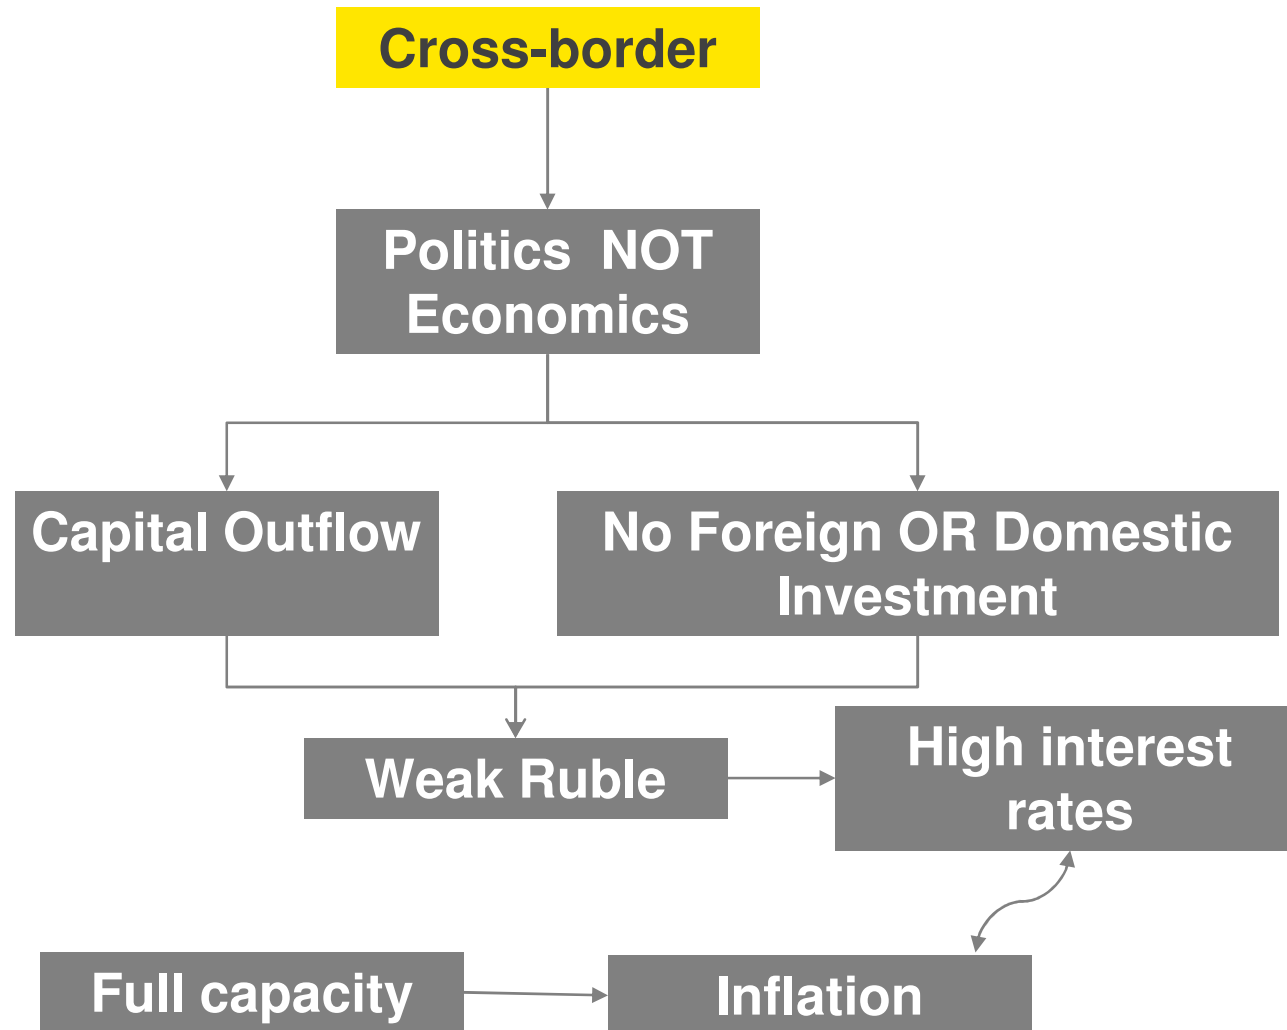 Cross-border
Politics  NOT
Economics
Capital Outflow
No Foreign OR Domestic
Investment
Weak Ruble
High interest
rates
Full capacity
Inflation